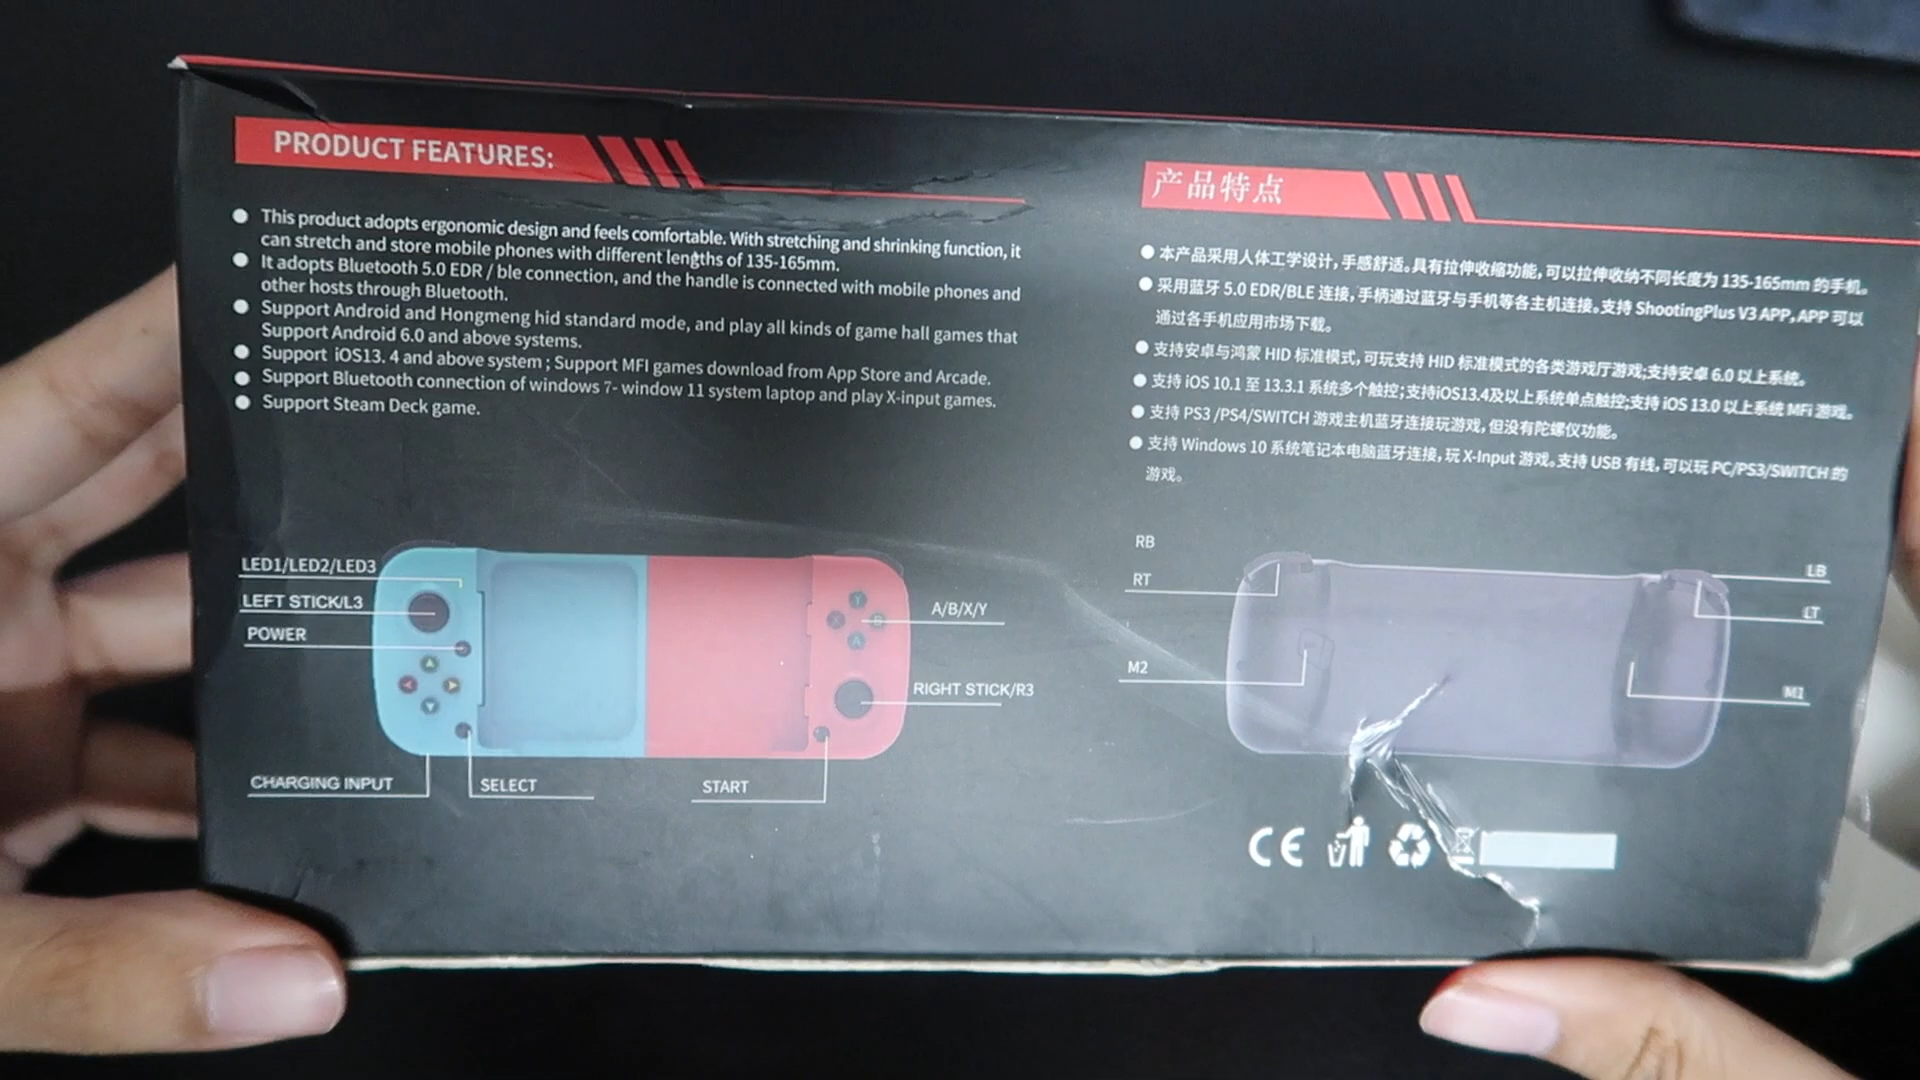 PRODUCT FEATURES:
● This product adopts ergonomic design and feels comfortable. With stretching and shrinking function, it
can stretch and store mobile phones with different lengths of 135-165mm.
● It adopts Bluetooth 5.0 EDR / ble connection, and the handle is connected with mobile phones and
other hosts through Bluetooth.
● Support Android and Hongmeng hid standard mode, and play all kinds of game hall games that
Support Android 6.0 and above systems.
● Support iOS13. 4 and above system ; Support MFI games download from App Store and Arcade.
● Support Bluetooth connection of windows 7- window 11 system laptop and play X-input games.
● Support Steam Deck game.
LED1/LED2/LED3
LEFT STICK/L3
POWER
CHARGING INPUT
SELECT
START
A/B/X/Y
RIGHT STICK/R3
Y
X
B
A
产品特点
● 本产品采用人体工学设计,手感舒适。具有拉伸收缩功能,可以拉伸收纳不同长度为 135-165mm 的手机。
● 采用蓝牙 5.0 EDR/BLE 连接,手柄通过蓝牙与手机等各主机连接。支持 ShootingPlus V3 APP, APP 可以
通过各手机应用市场下载。
● 支持安卓与鸿蒙 HID 标准模式,可玩支持 HID 标准模式的各类游戏厅游戏;支持安卓 6.0 以上系统。
● 支持 iOS 10.1 至 13.3.1 系统多个触控;支持iOS13.4及以上系统单点触控;支持 iOS 13.0 以上系统 MFi 游戏。
● 支持 PS3 /PS4/SWITCH 游戏主机蓝牙连接玩游戏,但没有陀螺仪功能。
● 支持 Windows 10 系统笔记本电脑蓝牙连接,玩 X-Input 游戏。支持 USB 有线,可以玩 PC/PS3/SWITCH 的
游戏。
RB
RT
M2
LB
LT
M1
CE